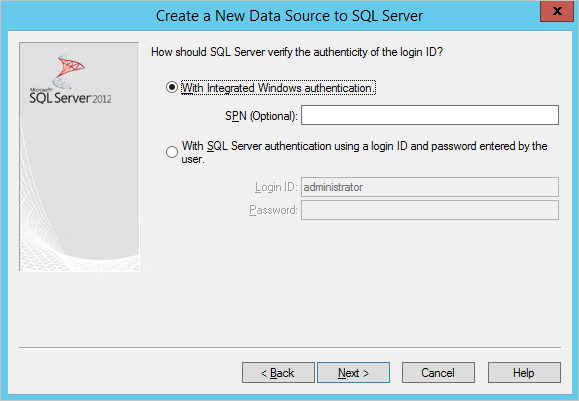 Create a New Data Source to SQL Server
x
Microsoft®
SQL Server 2012
How should SQL Server verify the authenticity of the login ID?
With Integrated Windows authentication.
SPN (Optional):
With SQL Server authentication using a login ID and password entered by the
user.
Login ID: administrator
Password:
< Back Next > Cancel Help